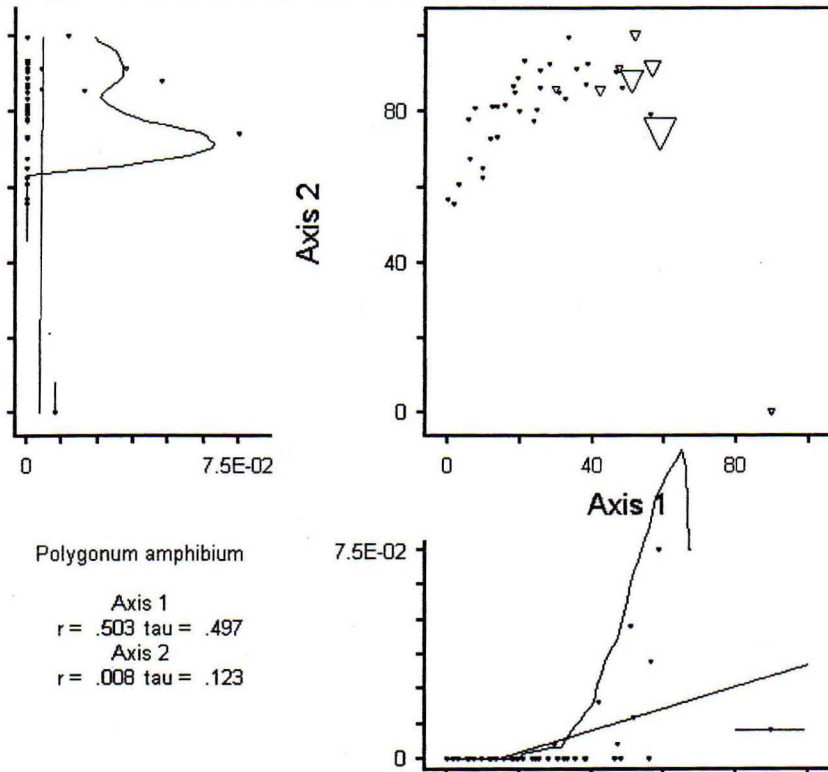 80
40
0
Axis 2
0
7.5E-02
0
40
80
Axis 1
Polygonum amphibium
Axis 1
r = .503 tau = .497
Axis 2
r = .008 tau = .123
7.5E-02
0